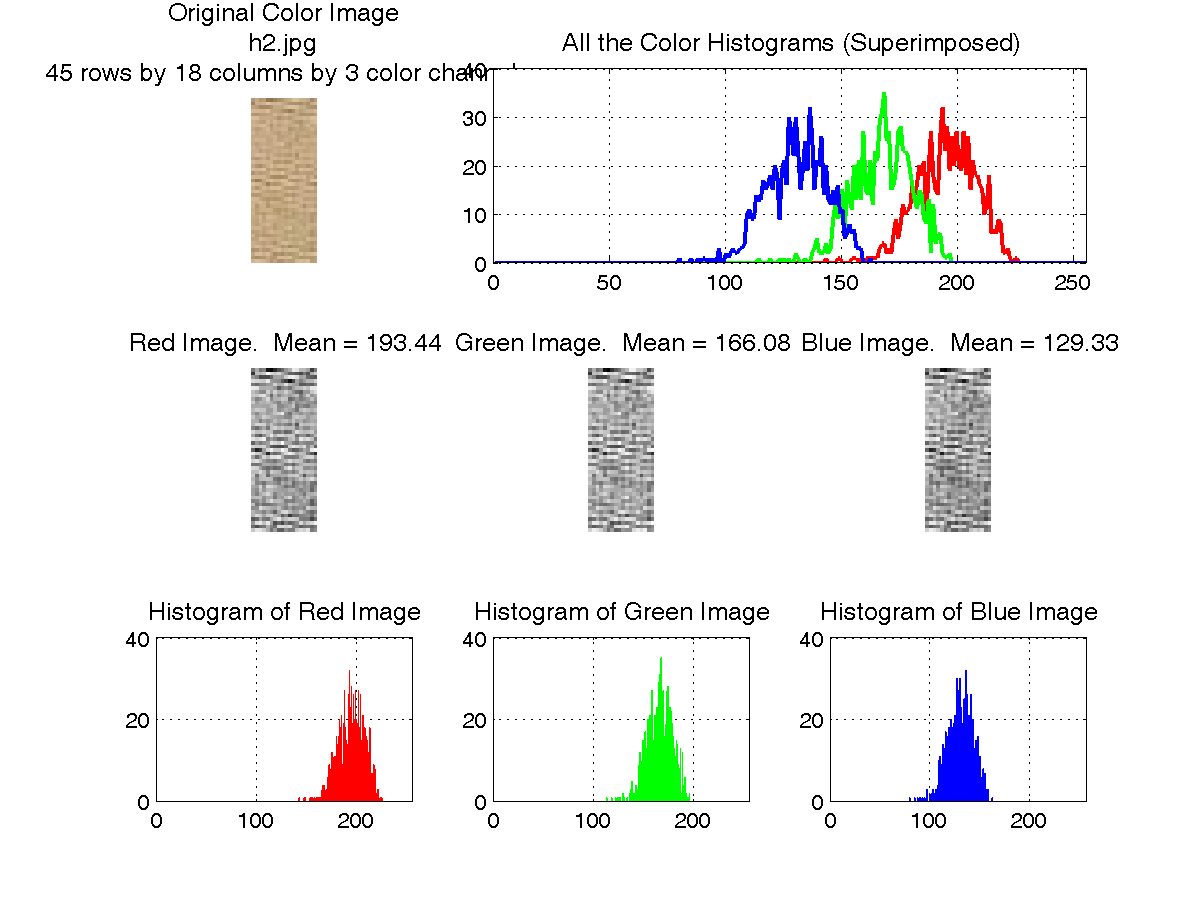 Original Color Image
h2.jpg
45 rows by 18 columns by 3 color
All the Color Histograms (Superimposed)
40
30
20
10
0
0 50 100 150 200 250
Red Image.  Mean = 193.44 Green Image.  Mean = 166.08 Blue Image.  Mean = 129.33
Histogram of Red Image
40
20
0
0 100 200
Histogram of Green Image
40
20
0
0 100 200
Histogram of Blue Image
40
20
0
0 100 200